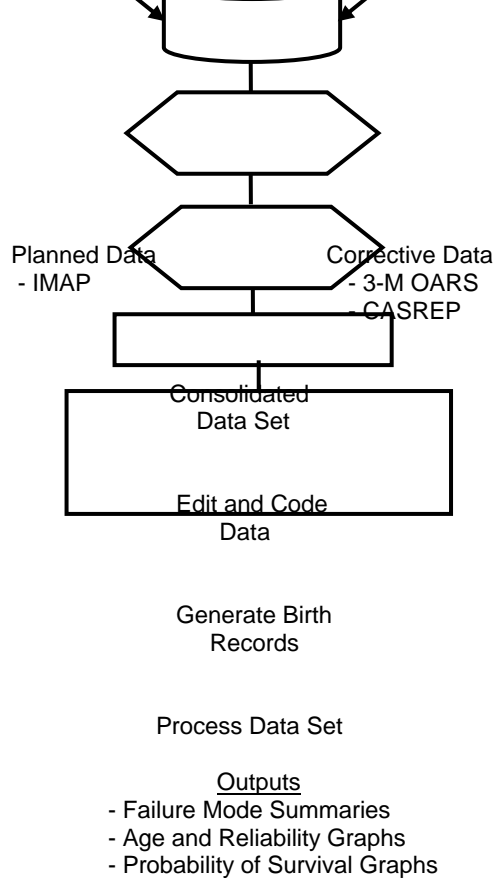 Planned Data
- IMAP
Corrective Data
- 3-M OARS
- CASREP
Consolidated
Data Set
Edit and Code
Data
Generate Birth
Records
Process Data Set
Outputs
- Failure Mode Summaries
- Age and Reliability Graphs
- Probability of Survival Graphs